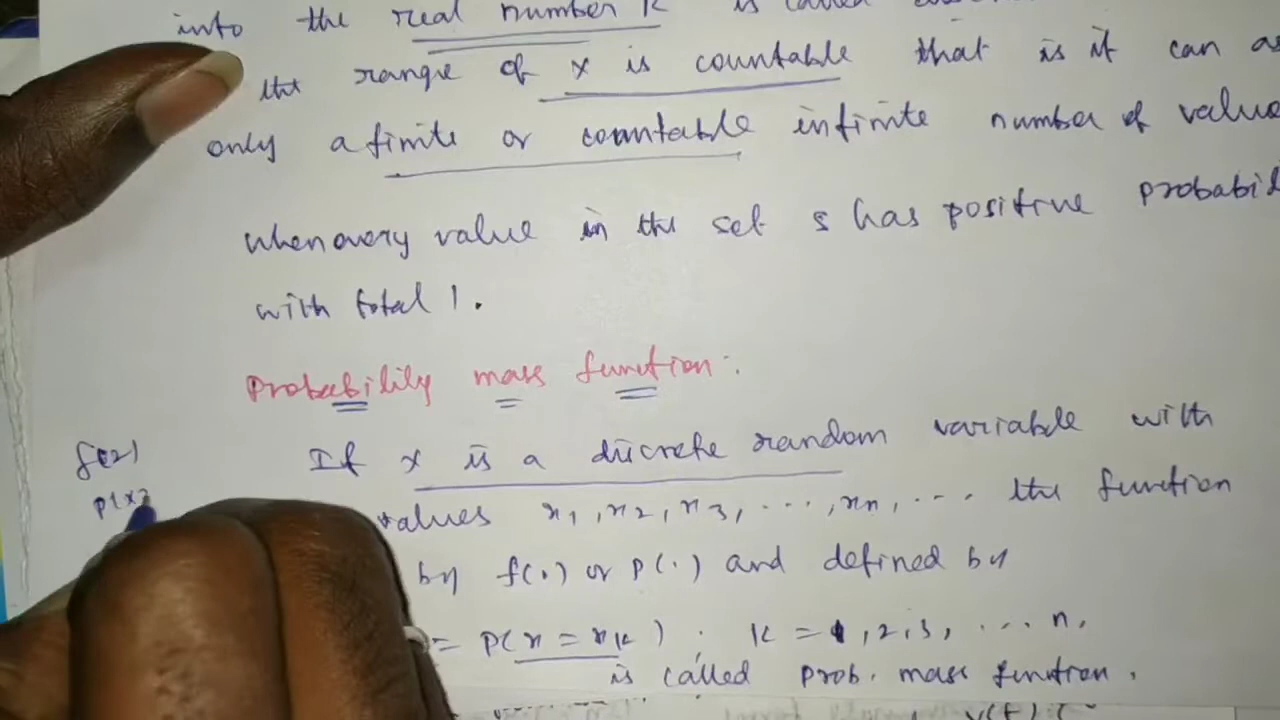 into the real number R is called
the range of x is countable that is it can
only a finite or countable infinite number of value
when every value in the set s has positive probabil
with total 1.
Probability mass function:
If x is a discrete random variable with
values x1, x2, x3, ..., xn, ... the function
by f(.) or P(.) and defined by
= P(x = xk) ; k = 1, 2, 3, ... n.
is called prob. mass function.
f(x)
P(x)